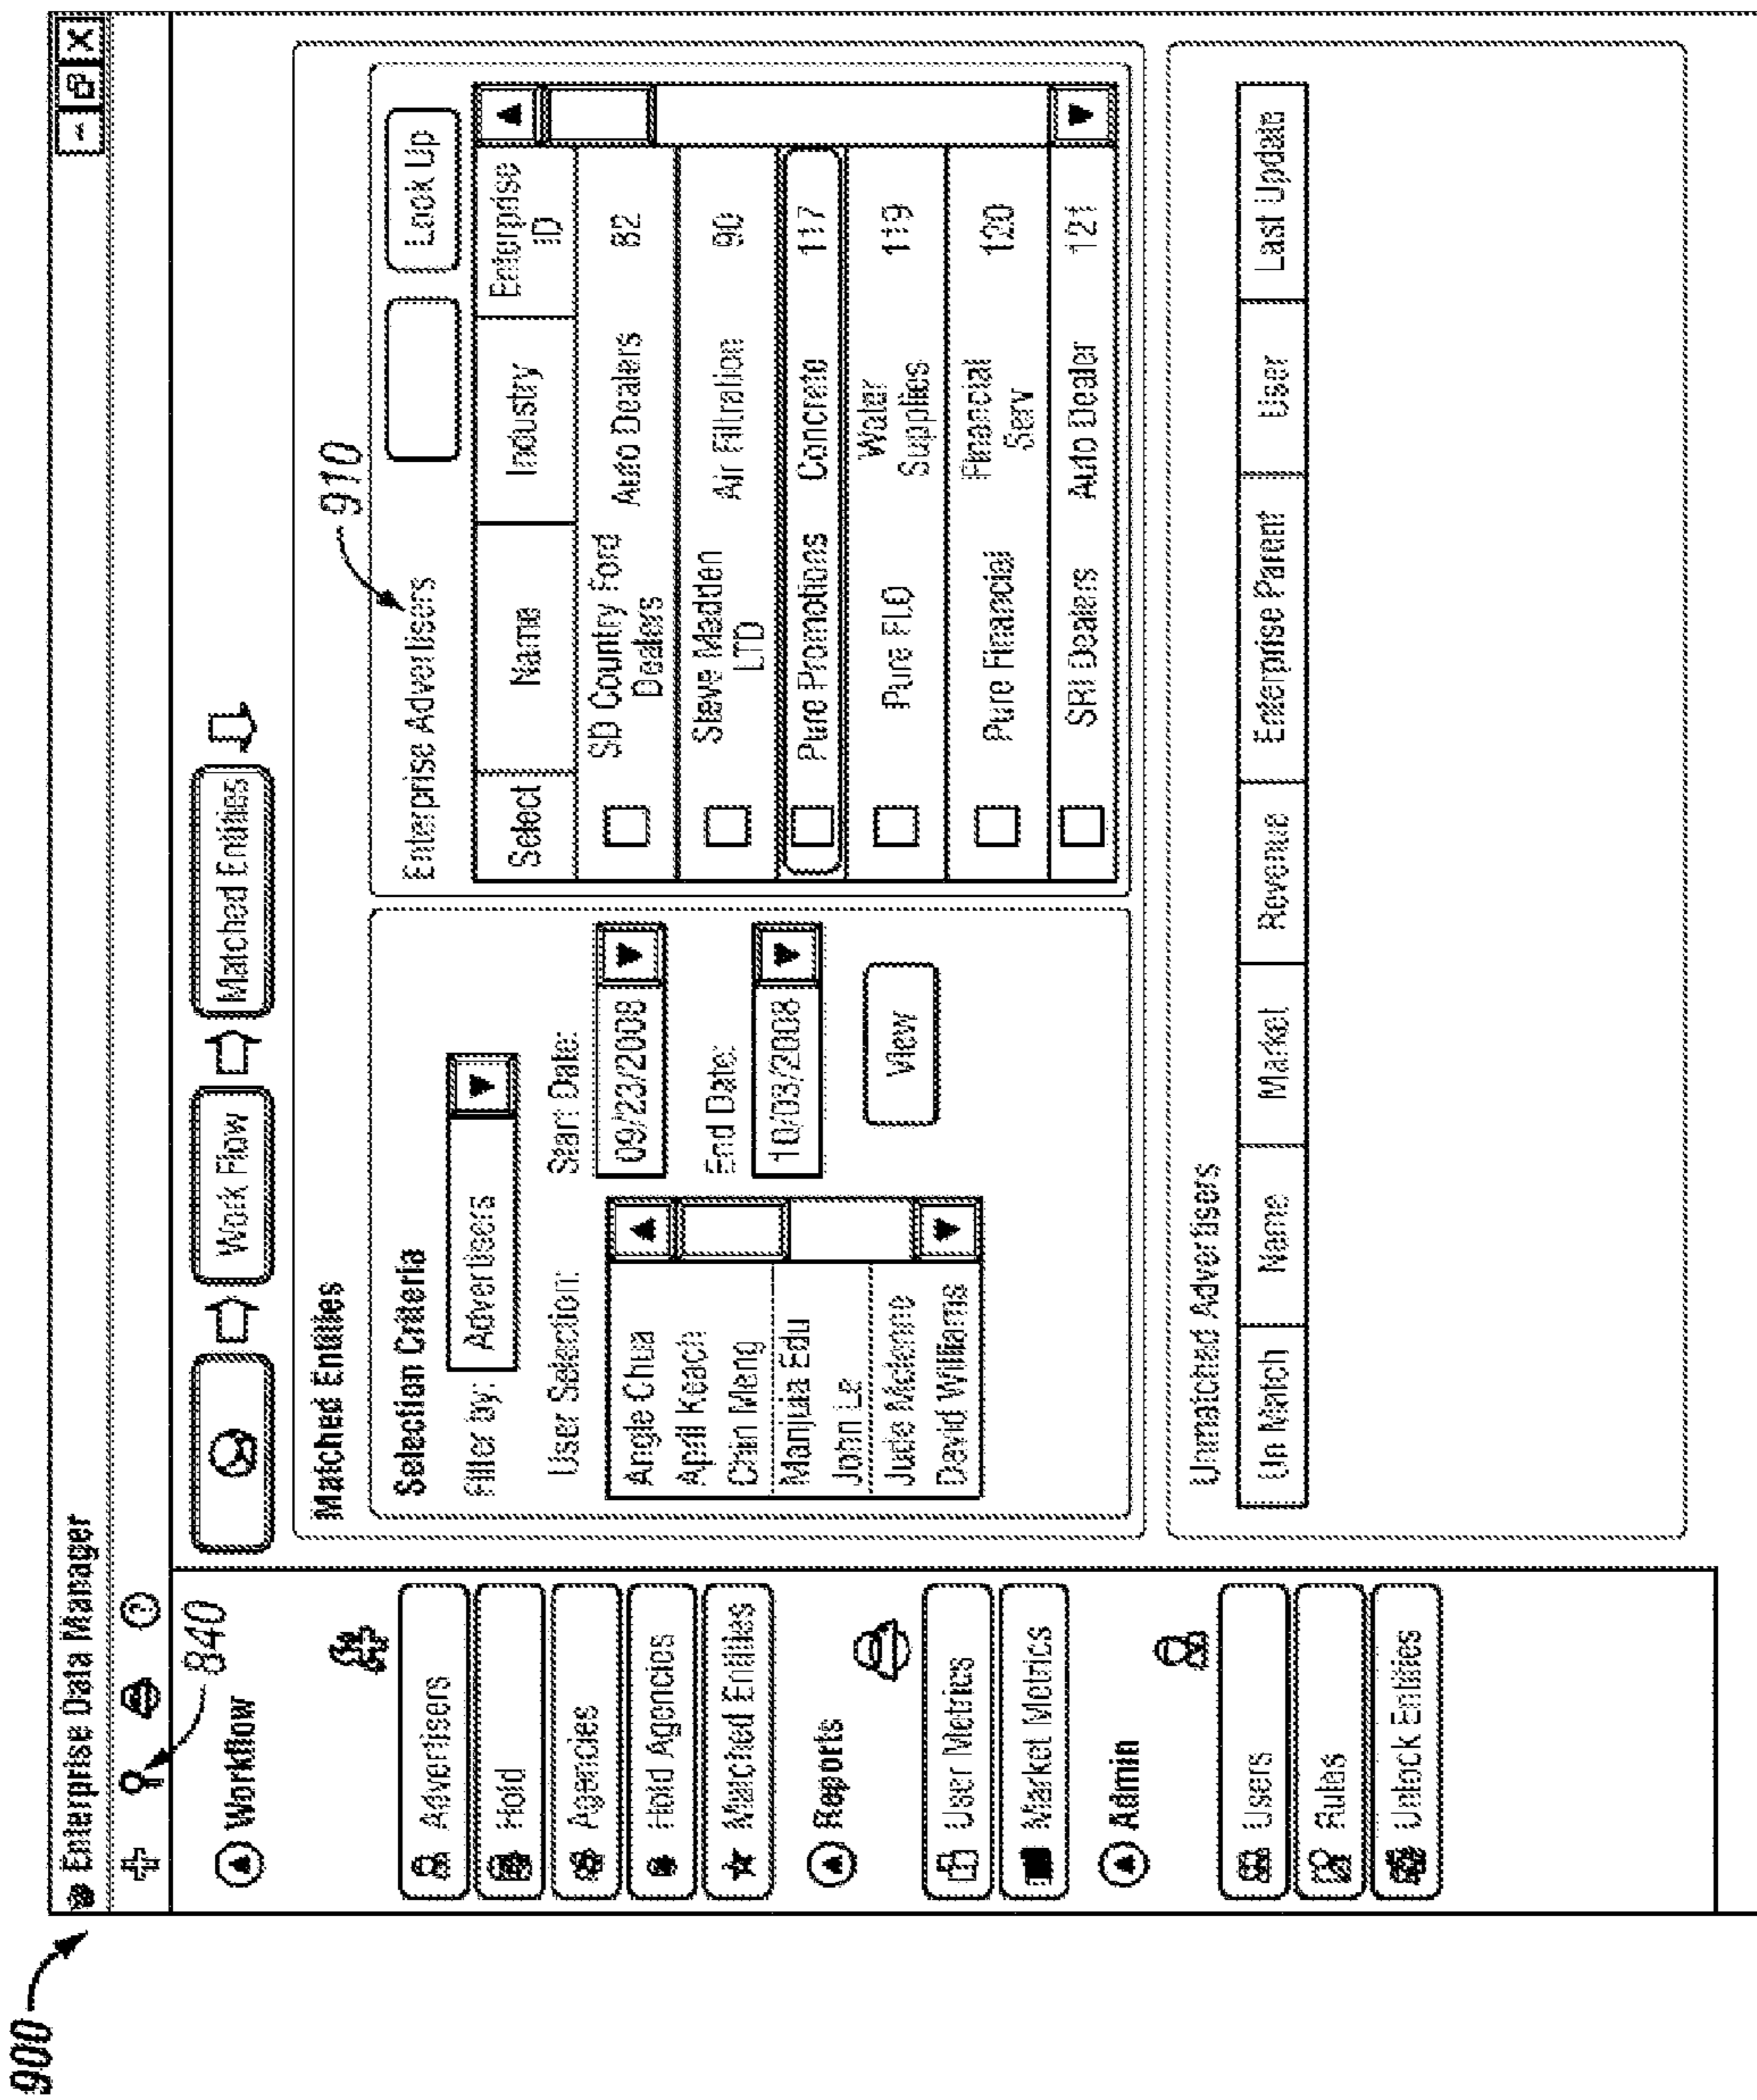 900
Enterprise Data Manager
840
Workflow
Advertisers
Hold
Agencies
Hold Agencies
Matched Entities
Reports
User Metrics
Market Metrics
Admin
Users
Rules
Unlock Entities
Work Flow
Matched Entities
Matched Entities
Selection Criteria
Filter by: Advertisers
User Selection:
Angie Chua
April Keach
Chin Meng
Manjula Edu
John Le
David Williams
Start Date:
09/23/2008
End Date:
10/03/2008
View
Enterprise Advertisers
910
Look Up
Select Name Industry Enterprise
ID
SD Country Ford
Dealers
Auto Dealers 82
Steve Madden
LTD
Air Filtration 90
Pure Promotions Concrete 117
Pure FLO
Water
Supplies
119
Pure Financial
Financial
Serv
120
SRI Dealers Auto Dealer 121
Unmatched Advertisers
Un Match Name Market Revenue Enterprise Parent User Last Update